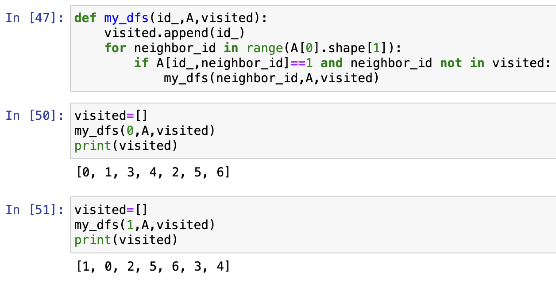 In [47]: def my_dfs(id_,A,visited):
    visited.append(id_)
    for neighbor_id in range(A[0].shape[1]):
        if A[id_,neighbor_id]==1 and neighbor_id not in visited:
            my_dfs(neighbor_id,A,visited)
In [50]: visited=[]
my_dfs(0,A,visited)
print(visited)
[0, 1, 3, 4, 2, 5, 6]
In [51]: visited=[]
my_dfs(1,A,visited)
print(visited)
[1, 0, 2, 5, 6, 3, 4]